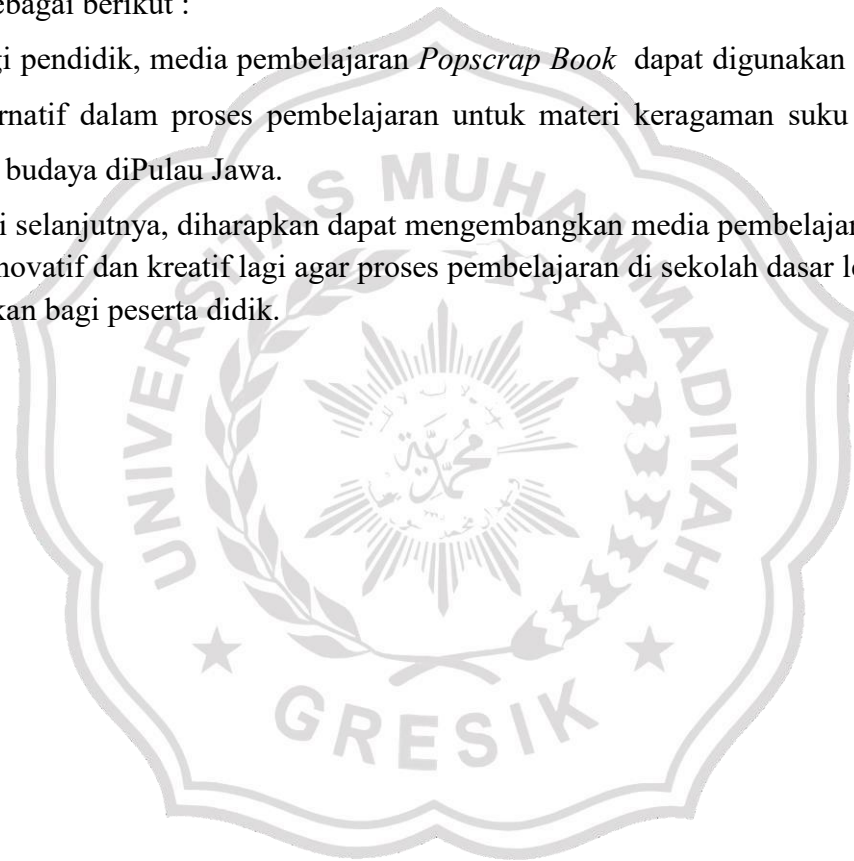 ebagai berikut :
gi pendidik, media pembelajaran Popscrap Book dapat digunakan
rnatif dalam proses pembelajaran untuk materi keragaman suku
budaya diPulau Jawa.
i selanjutnya, diharapkan dapat mengembangkan media pembelajar
novatif dan kreatif lagi agar proses pembelajaran di sekolah dasar le
kan bagi peserta didik.
UNIVERSITAS MUHAMMADIYAH
GRESIK